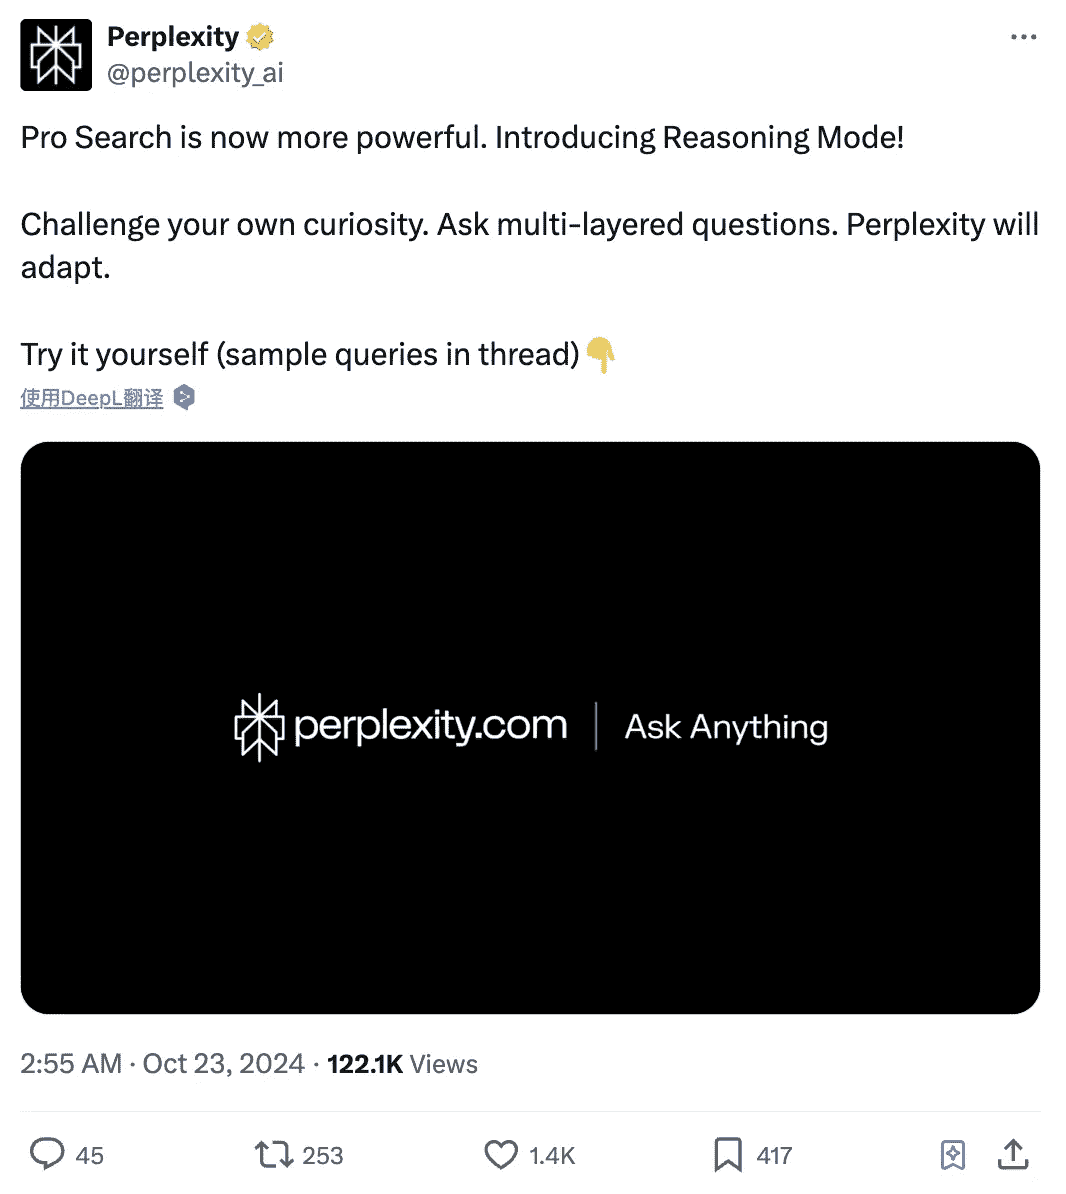 Perplexity
@perplexity_ai
Pro Search is now more powerful. Introducing Reasoning Mode!
Challenge your own curiosity. Ask multi-layered questions. Perplexity will
adapt.
Try it yourself (sample queries in thread)👇
使用DeepL翻译
perplexity.com | Ask Anything
2:55 AM · Oct 23, 2024 · 122.1K Views
45 253 1.4K 417